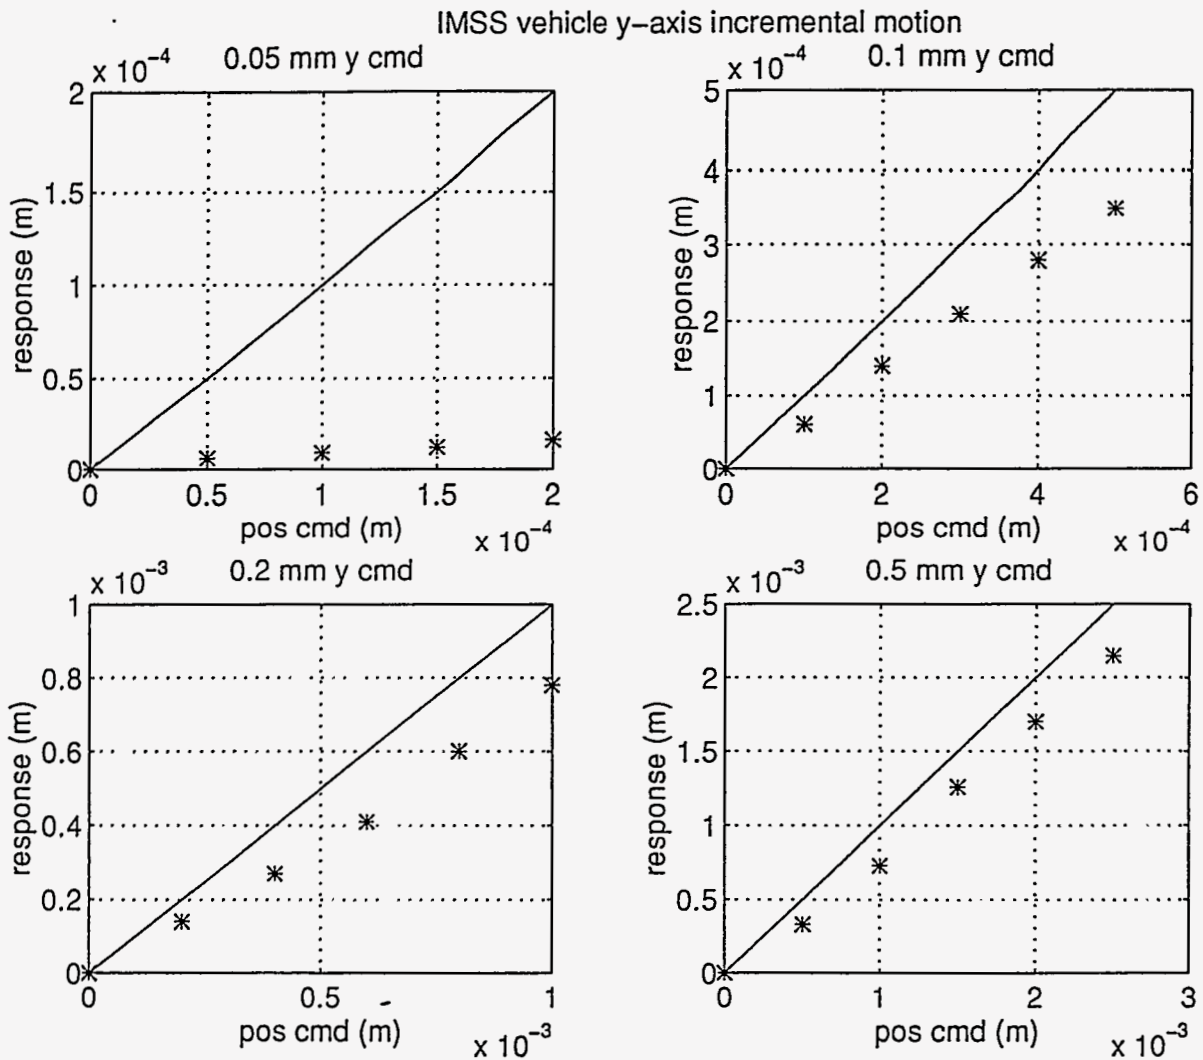 IMSS vehicle y-axis incremental motion
x 10^-4 0.05 mm y cmd
2
1.5
1
0.5
0
response (m)
0 0.5 1 1.5 2
pos cmd (m) x 10^-4
x 10^-4 0.1 mm y cmd
5
4
3
2
1
0
response (m)
0 2 4 6
pos cmd (m) x 10^-4
x 10^-3 0.2 mm y cmd
1
0.8
0.6
0.4
0.2
0
response (m)
0 0.5 1
pos cmd (m) x 10^-3
x 10^-3 0.5 mm y cmd
2.5
2
1.5
1
0.5
0
response (m)
0 1 2 3
pos cmd (m) x 10^-3